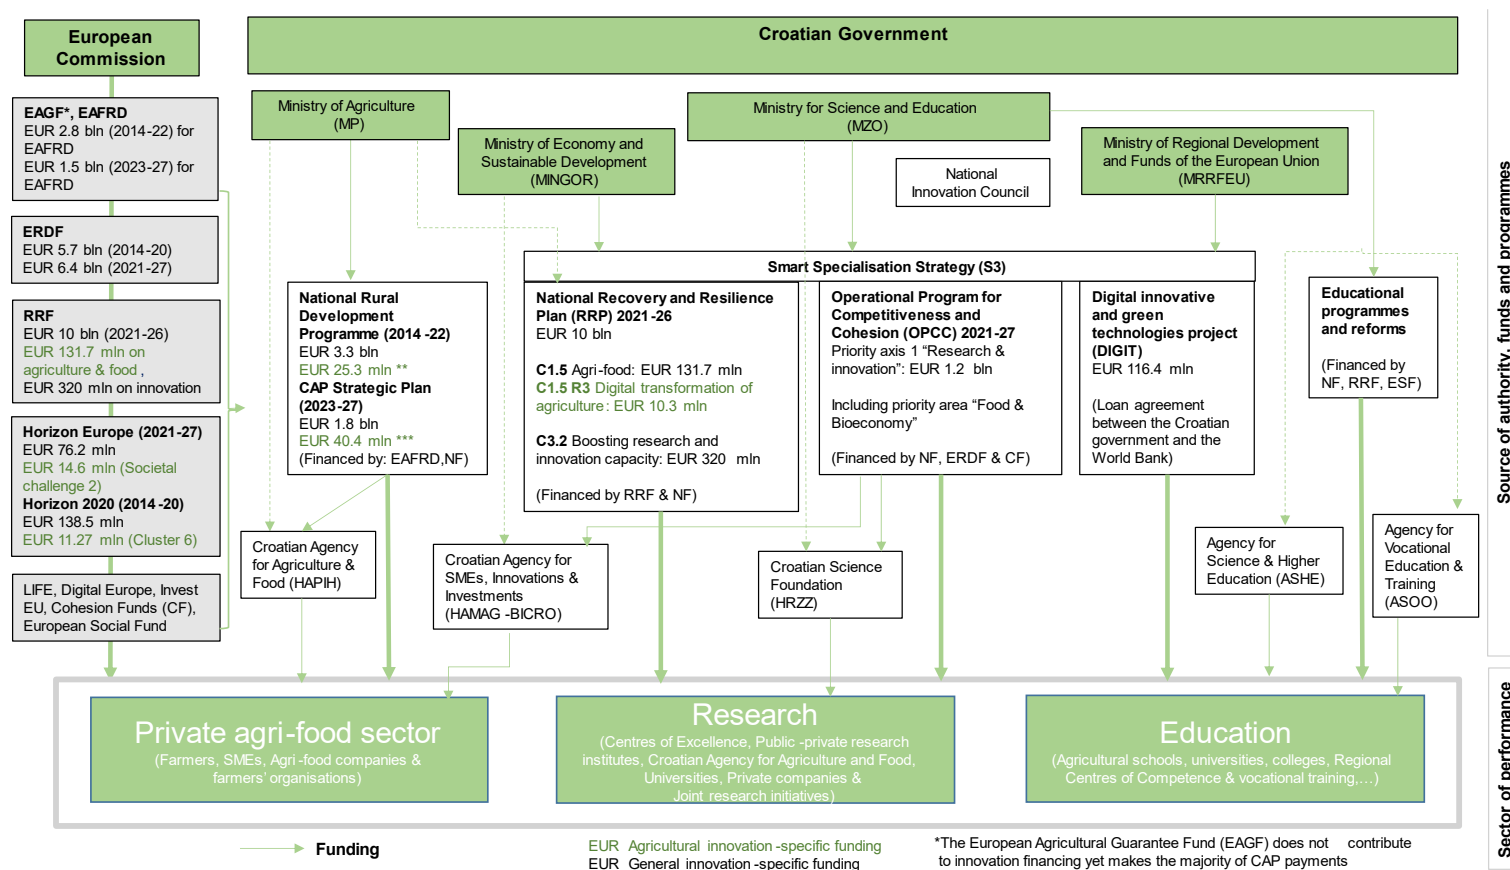 European
Commission
Croatian Government
EAGF*, EAFRD
EUR 2.8 bln (2014-22) for
EAFRD
EUR 1.5 bln (2023-27) for
EAFRD
ERDF
EUR 5.7 bln (2014-20)
EUR 6.4 bln (2021-27)
RRF
EUR 10 bln (2021-26)
EUR 131.7 mln on
agriculture & food ,
EUR 320 mln on innovation
Horizon Europe (2021-27)
EUR 76.2 mln
EUR 14.6 mln (Societal
challenge 2)
Horizon 2020 (2014-20)
EUR 138.5 mln
EUR 11.27 mln (Cluster 6)
LIFE, Digital Europe, Invest
EU, Cohesion Funds (CF),
European Social Fund
Ministry of Agriculture
(MP)
Ministry of Economy and
Sustainable Development
(MINGOR)
Ministry for Science and Education
(MZO)
National
Innovation Council
Ministry of Regional Development
and Funds of the European Union
(MRRFEU)
Smart Specialisation Strategy (S3)
National Rural
Development
Programme (2014-22)
EUR 3.3 bln
EUR 25.3 mln **
CAP Strategic Plan
(2023-27)
EUR 1.8 bln
EUR 40.4 mln ***
(Financed by: EAFRD,NF)
National Recovery and Resilience
Plan (RRP) 2021-26
EUR 10 bln
C1.5 Agri-food: EUR 131.7 mln
C1.5 R3 Digital transformation of
agriculture: EUR 10.3 mln
C3.2 Boosting research and
innovation capacity: EUR 320 mln
(Financed by RRF & NF)
Operational Program for
Competitiveness and
Cohesion (OPCC) 2021-27
Priority axis 1 “Research &
innovation”: EUR 1.2 bln
Including priority area “Food &
Bioeconomy”
(Financed by NF, ERDF & CF)
Digital innovative
and green
technologies project
(DIGIT)
EUR 116.4 mln
(Loan agreement
between the Croatian
government and the
World Bank)
Educational
programmes
and reforms
(Financed by
NF, RRF, ESF)
Croatian Agency
for Agriculture &
Food (HAPIH)
Croatian Agency for
SMEs, Innovations &
Investments
(HAMAG -BICRO)
Croatian Science
Foundation
(HRZZ)
Agency for
Science & Higher
Education (ASHE)
Agency for
Vocational
Education &
Training
(ASOO)
Source of authority, funds and programmes
Private agri-food sector
(Farmers, SMEs, Agri-food companies &
farmers’ organisations)
Research
(Centres of Excellence, Public -private research
institutes, Croatian Agency for Agriculture and Food,
Universities, Private companies &
Joint research initiatives)
Education
(Agricultural schools, universities, colleges, Regional
Centres of Competence & vocational training,…)
Sector of performance
Funding
EUR Agricultural innovation -specific funding
EUR General innovation -specific funding
*The European Agricultural Guarantee Fund (EAGF) does not contribute
to innovation financing yet makes the majority of CAP payments